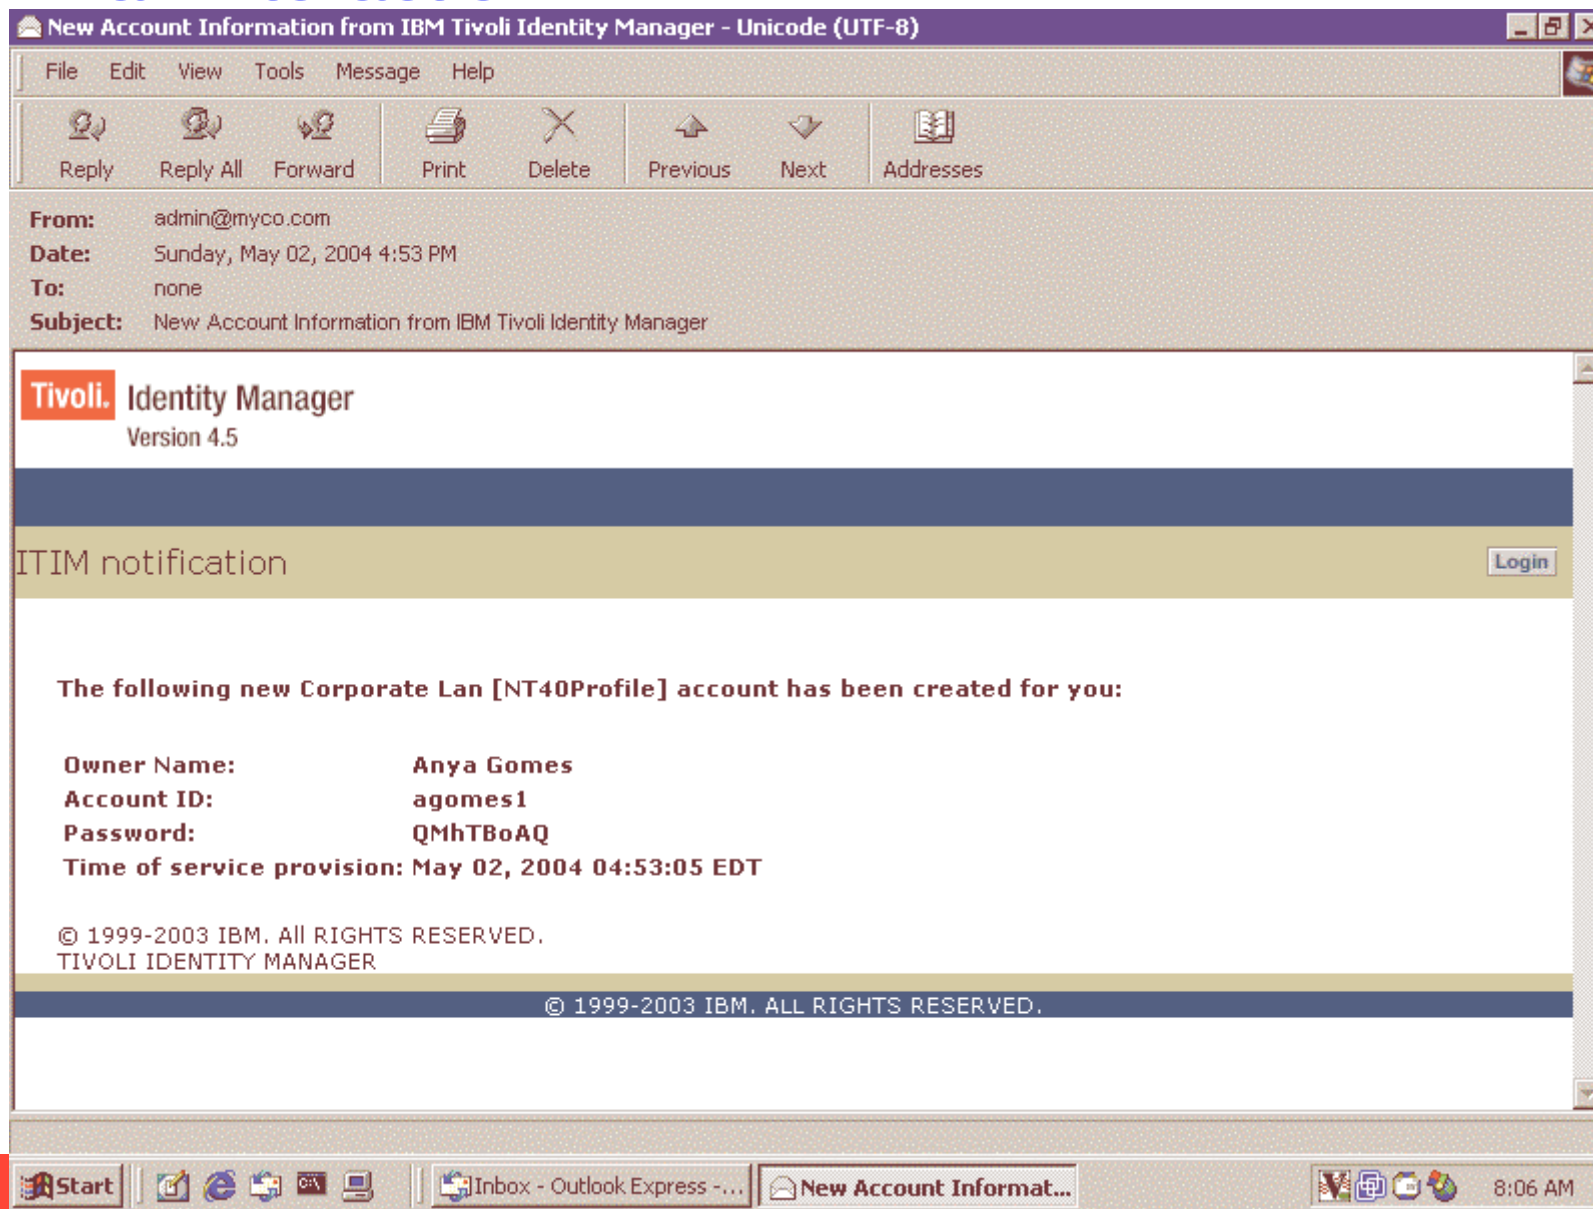 New Account Information from IBM Tivoli Identity Manager - Unicode (UTF-8)
File Edit View Tools Message Help
Reply Reply All Forward Print Delete Previous Next Addresses
From: admin@myco.com
Date: Sunday, May 02, 2004 4:53 PM
To: none
Subject: New Account Information from IBM Tivoli Identity Manager
Tivoli. Identity Manager
Version 4.5
ITIM notification Login
The following new Corporate Lan [NT40Profile] account has been created for you:
Owner Name: Anya Gomes
Account ID: agomes1
Password: QMhTBoAQ
Time of service provision: May 02, 2004 04:53:05 EDT
© 1999-2003 IBM. All RIGHTS RESERVED.
TIVOLI IDENTITY MANAGER
© 1999-2003 IBM. ALL RIGHTS RESERVED.
Start Inbox - Outlook Express -... New Account Informat... 8:06 AM